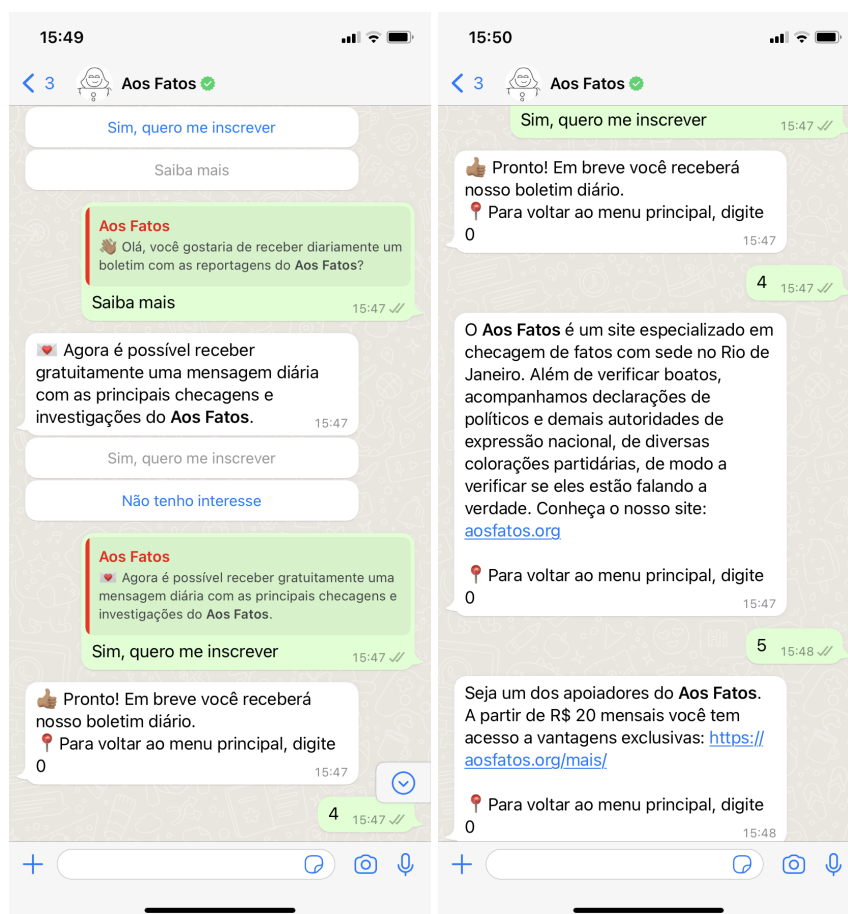 15:49
3
Aos Fatos
Sim, quero me inscrever
Saiba mais
Aos Fatos
👋🏽 Olá, você gostaria de receber diariamente um
boletim com as reportagens do Aos Fatos?
Saiba mais
15:47
💌 Agora é possível receber
gratuitamente uma mensagem diária
com as principais checagens e
investigações do Aos Fatos.
15:47
Sim, quero me inscrever
Não tenho interesse
Aos Fatos
💌 Agora é possível receber gratuitamente uma
mensagem diária com as principais checagens e
investigações do Aos Fatos.
Sim, quero me inscrever
15:47
👍🏽 Pronto! Em breve você receberá
nosso boletim diário.
📍 Para voltar ao menu principal, digite
0
15:47
4
15:47
15:50
3
Aos Fatos
Sim, quero me inscrever
15:47
👍🏽 Pronto! Em breve você receberá
nosso boletim diário.
📍 Para voltar ao menu principal, digite
0
15:47
4
15:47
O Aos Fatos é um site especializado em
checagem de fatos com sede no Rio de
Janeiro. Além de verificar boatos,
acompanhamos declarações de
políticos e demais autoridades de
expressão nacional, de diversas
colorações partidárias, de modo a
verificar se eles estão falando a
verdade. Conheça o nosso site:
aosfatos.org
📍 Para voltar ao menu principal, digite
0
15:47
5
15:48
Seja um dos apoiadores do Aos Fatos.
A partir de R$ 20 mensais você tem
acesso a vantagens exclusivas: https://
aosfatos.org/mais/
📍 Para voltar ao menu principal, digite
0
15:48